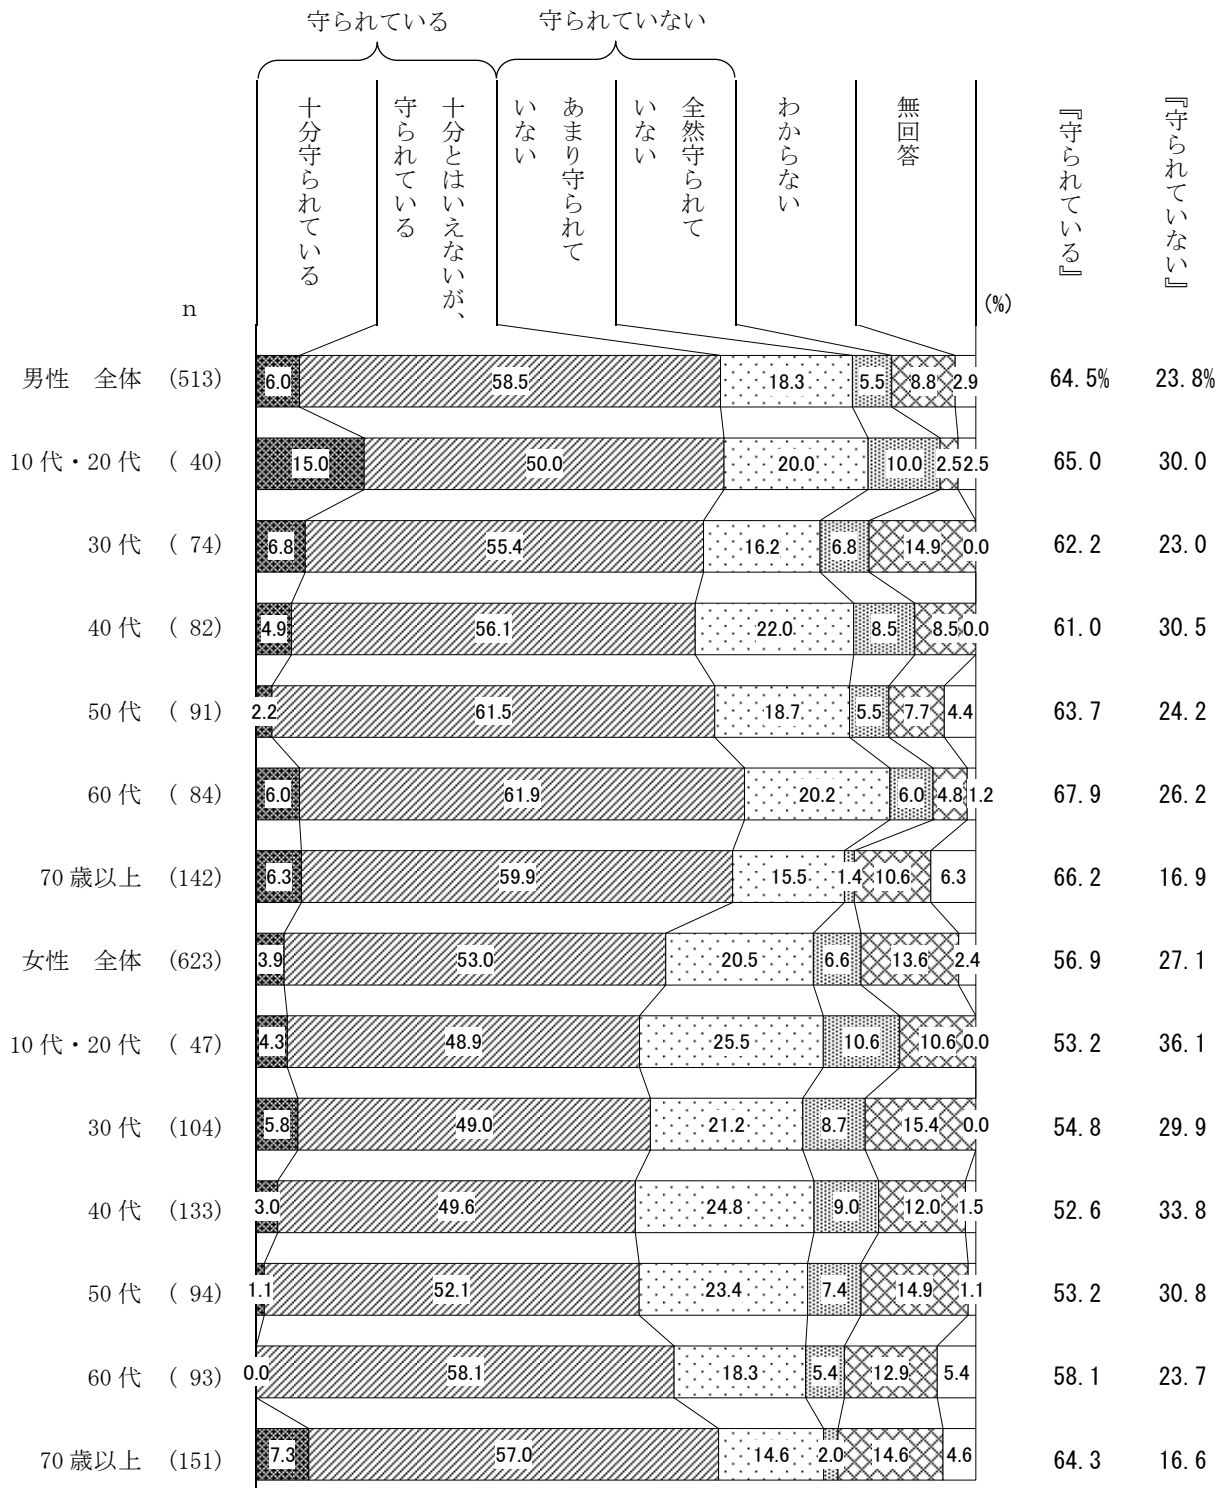 守られている 守られていない
十分守られている
十分とはいえないが、
守られている
あまり守られて
いない
全然守られて
いない
わからない
無回答
『守られている』
『守られていない』
n (%)
男性 全体 (513) 6.0 58.5 18.3 5.5 8.8 2.9 64.5% 23.8%
10代・20代 ( 40) 15.0 50.0 20.0 10.0 2.5 2.5 65.0 30.0
30代 ( 74) 6.8 55.4 16.2 6.8 14.9 0.0 62.2 23.0
40代 ( 82) 4.9 56.1 22.0 8.5 8.5 0.0 61.0 30.5
50代 ( 91) 2.2 61.5 18.7 5.5 7.7 4.4 63.7 24.2
60代 ( 84) 6.0 61.9 20.2 6.0 4.8 1.2 67.9 26.2
70歳以上 (142) 6.3 59.9 15.5 1.4 10.6 6.3 66.2 16.9
女性 全体 (623) 3.9 53.0 20.5 6.6 13.6 2.4 56.9 27.1
10代・20代 ( 47) 4.3 48.9 25.5 10.6 10.6 0.0 53.2 36.1
30代 (104) 5.8 49.0 21.2 8.7 15.4 0.0 54.8 29.9
40代 (133) 3.0 49.6 24.8 9.0 12.0 1.5 52.6 33.8
50代 ( 94) 1.1 52.1 23.4 7.4 14.9 1.1 53.2 30.8
60代 ( 93) 0.0 58.1 18.3 5.4 12.9 5.4 58.1 23.7
70歳以上 (151) 7.3 57.0 14.6 2.0 14.6 4.6 64.3 16.6